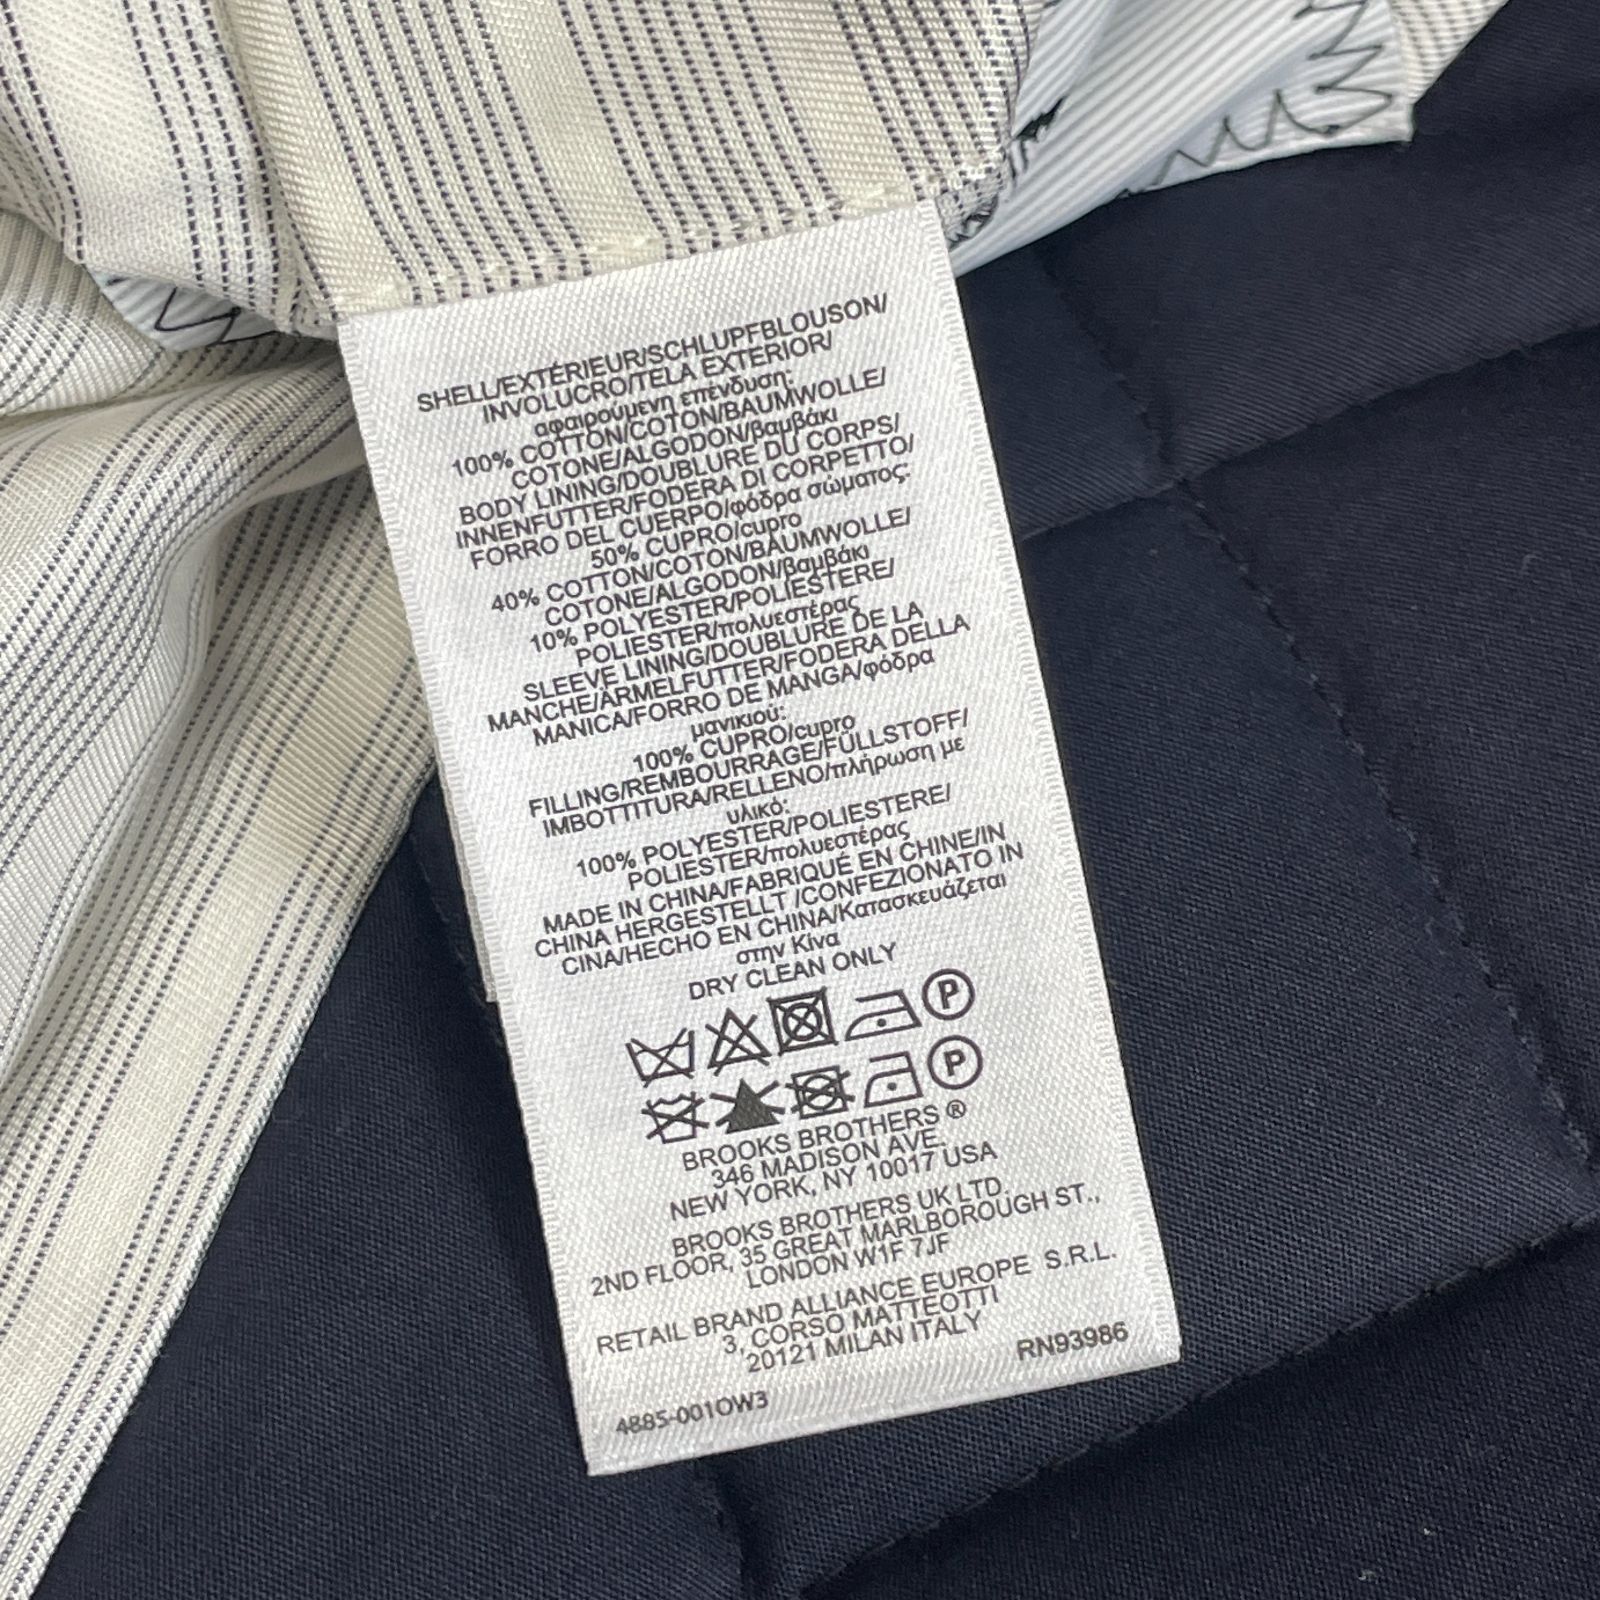 SHELL/EXTÉRIEUR/SCHLUPFBLOUSON/
INVOLUCRO/TELA EXTERIOR/
αφαιρούμενη επένδυση:
100% COTTON/COTON/BAUMWOLLE/
COTONE/ALGODON/βαμβάκι
BODY LINING/DOUBLURE DU CORPS/
INNENFUTTER/FODERA DI CORPETTO/
FORRO DEL CUERPO/φόδρα σώματος:
50% CUPRO/cupro
40% COTTON/COTON/BAUMWOLLE/
COTONE/ALGODON/βαμβάκι
10% POLYESTER/POLIESTERE/
POLIESTER/πολυεστέρας
SLEEVE LINING/DOUBLURE DE LA
MANCHE/ÄRMELFUTTER/FODERA DELLA
MANICA/FORRO DE MANGA/φόδρα
μανικιού:
100% CUPRO/cupro
FILLING/REMBOURRAGE/FÜLLSTOFF/
IMBOTTITURA/RELLENO/πλήρωση με
υλικό:
100% POLYESTER/POLIESTERE/
POLIESTER/πολυεστέρας
MADE IN CHINA/FABRIQUÉ EN CHINE/IN
CHINA HERGESTELLT /CONFEZIONATO IN
CINA/HECHO EN CHINA/Κατασκευάζεται
στην Κίνα
DRY CLEAN ONLY
P
P
BROOKS BROTHERS ®
346 MADISON AVE.
NEW YORK, NY 10017 USA
BROOKS BROTHERS UK LTD.
2ND FLOOR, 35 GREAT MARLBOROUGH ST.,
LONDON W1F 7JF
RETAIL BRAND ALLIANCE EUROPE S.R.L.
3, CORSO MATTEOTTI
20121 MILAN ITALY
RN93986
4885-001OW3